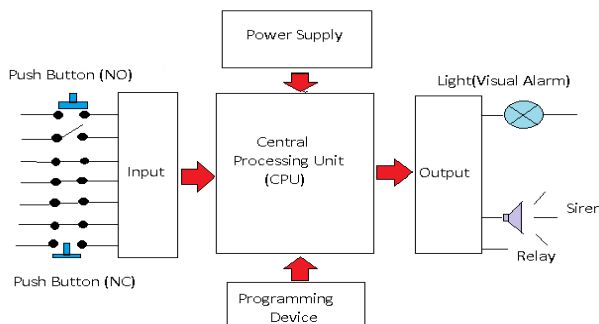 Power Supply
Push Button (NO)
Light(Visual Alarm)
Input
Central
Processing Unit
(CPU)
Output
Siren
Relay
Push Button (NC)
Programming
Device